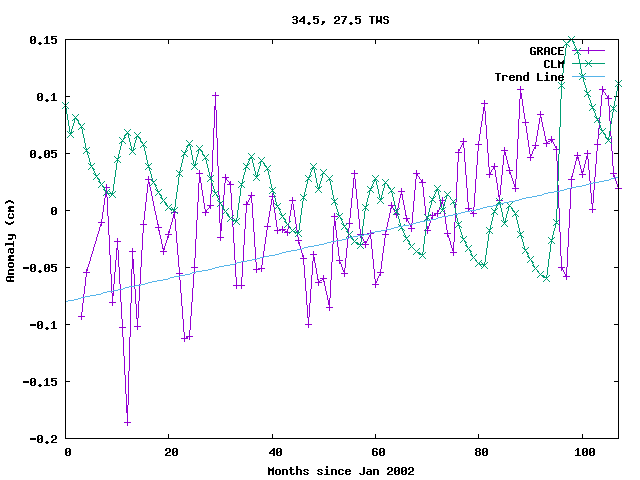 34.5, 27.5 TWS
GRACE
CLM
Trend Line
0.15
0.1
0.05
0
-0.05
-0.1
-0.15
-0.2
Anomaly (cm)
0 20 40 60 80 100
Months since Jan 2002